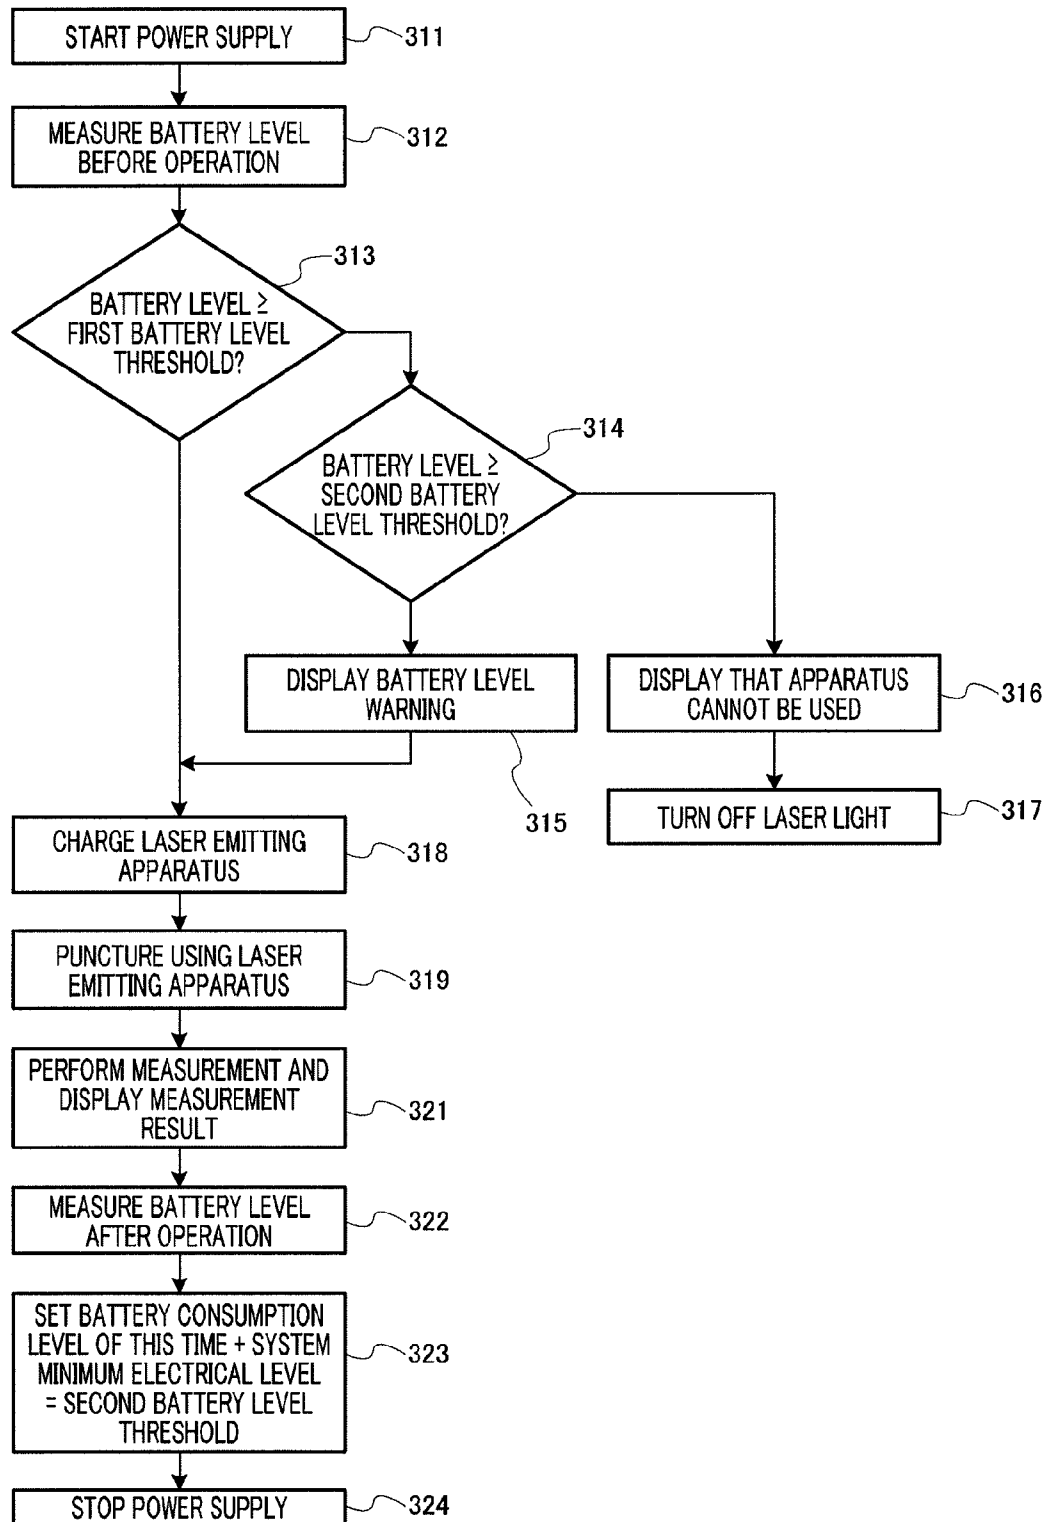 START POWER SUPPLY
311
MEASURE BATTERY LEVEL
BEFORE OPERATION
312
313
BATTERY LEVEL ≥
FIRST BATTERY LEVEL
THRESHOLD?
314
BATTERY LEVEL ≥
SECOND BATTERY
LEVEL THRESHOLD?
DISPLAY BATTERY LEVEL
WARNING
315
DISPLAY THAT APPARATUS
CANNOT BE USED
316
TURN OFF LASER LIGHT
317
CHARGE LASER EMITTING
APPARATUS
318
PUNCTURE USING LASER
EMITTING APPARATUS
319
PERFORM MEASUREMENT AND
DISPLAY MEASUREMENT
RESULT
321
MEASURE BATTERY LEVEL
AFTER OPERATION
322
SET BATTERY CONSUMPTION
LEVEL OF THIS TIME + SYSTEM
MINIMUM ELECTRICAL LEVEL
= SECOND BATTERY LEVEL
THRESHOLD
323
STOP POWER SUPPLY
324